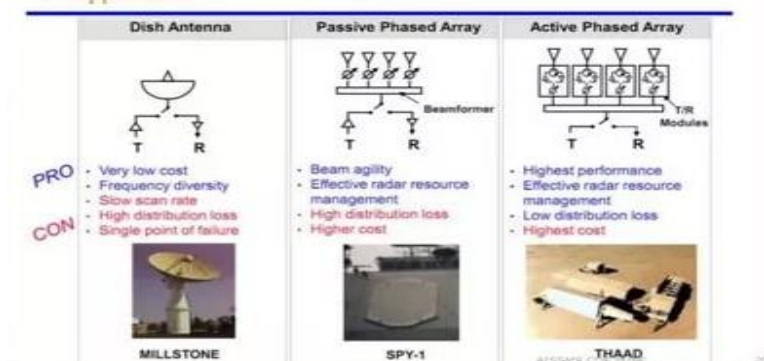 Dish Antenna
Passive Phased Array
Active Phased Array
Beamformer
T/R
Modules
T R
T R
T R
PRO
CON
- Very low cost
- Frequency diversity
- Slow scan rate
- High distribution loss
- Single point of failure
- Beam agility
- Effective radar resource
management
- High distribution loss
- Higher cost
- Highest performance
- Effective radar resource
management
- Low distribution loss
- Highest cost
MILLSTONE
SPY-1
THAAD